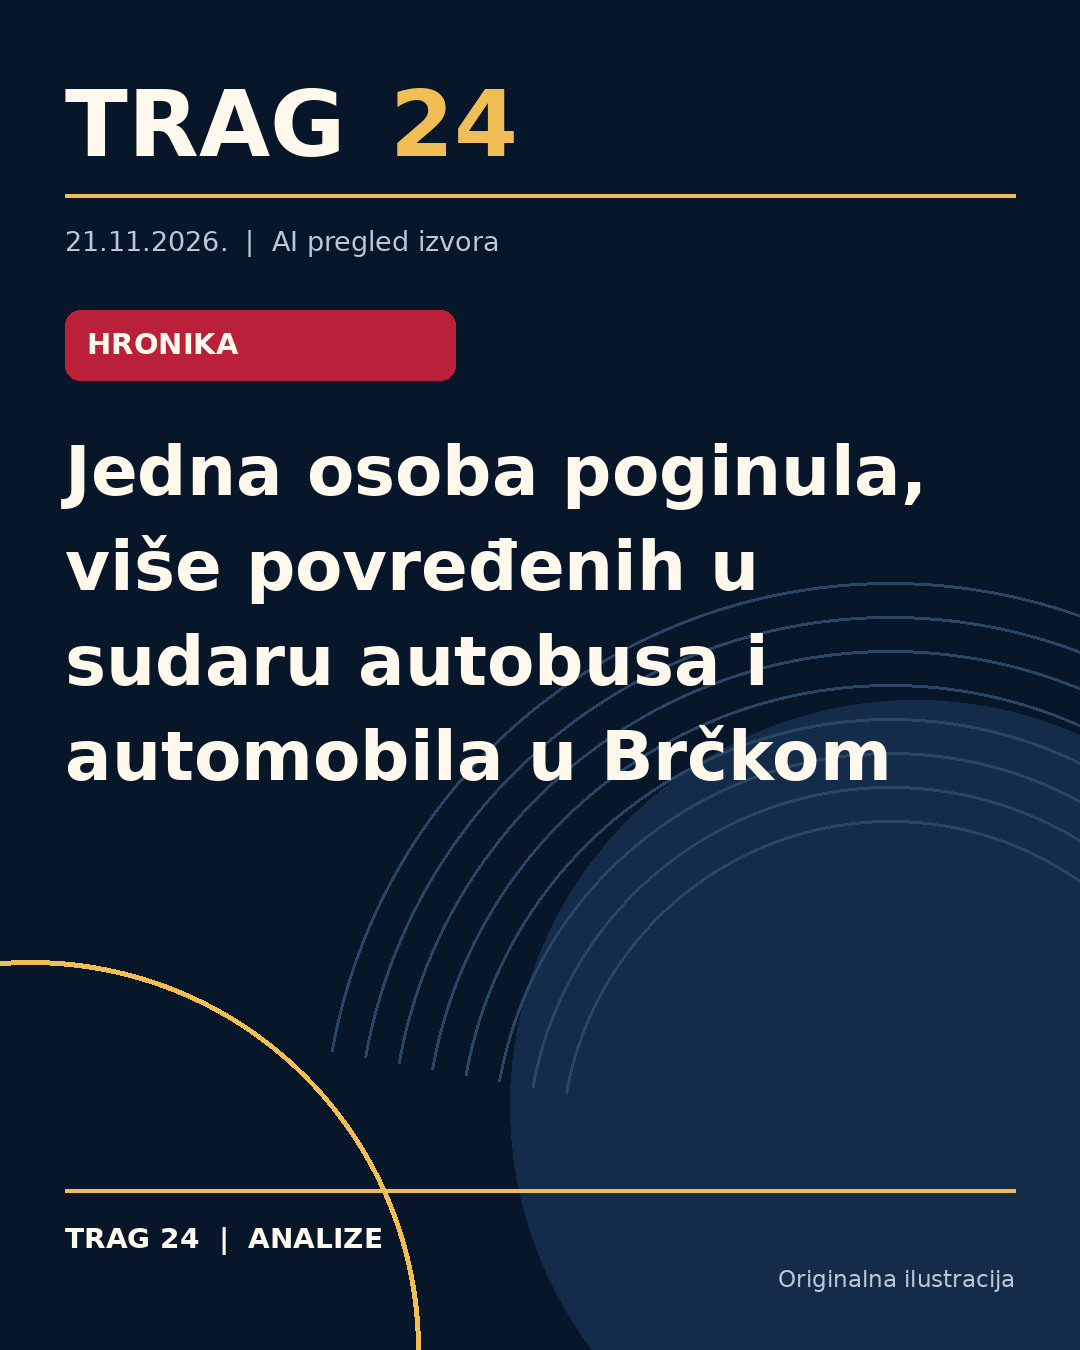 TRAG 24
21.11.2026. | AI pregled izvora
HRONIKA
Jedna osoba poginula,
više povređenih u
sudaru autobusa i
automobila u Brčkom
TRAG 24 | ANALIZE
Originalna ilustracija